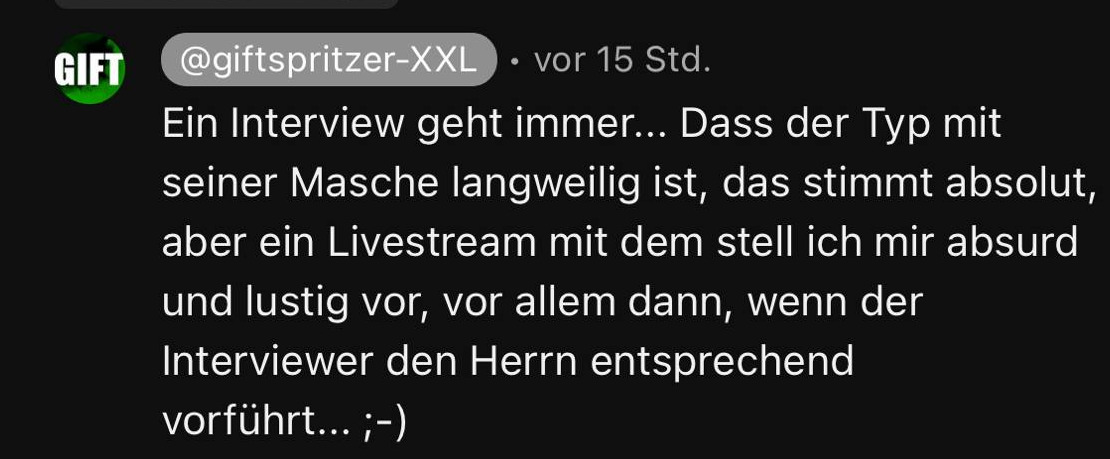 GIFT
@giftspritzer-XXL • vor 15 Std.
Ein Interview geht immer... Dass der Typ mit
seiner Masche langweilig ist, das stimmt absolut,
aber ein Livestream mit dem stell ich mir absurd
und lustig vor, vor allem dann, wenn der
Interviewer den Herrn entsprechend
vorführt... ;-)